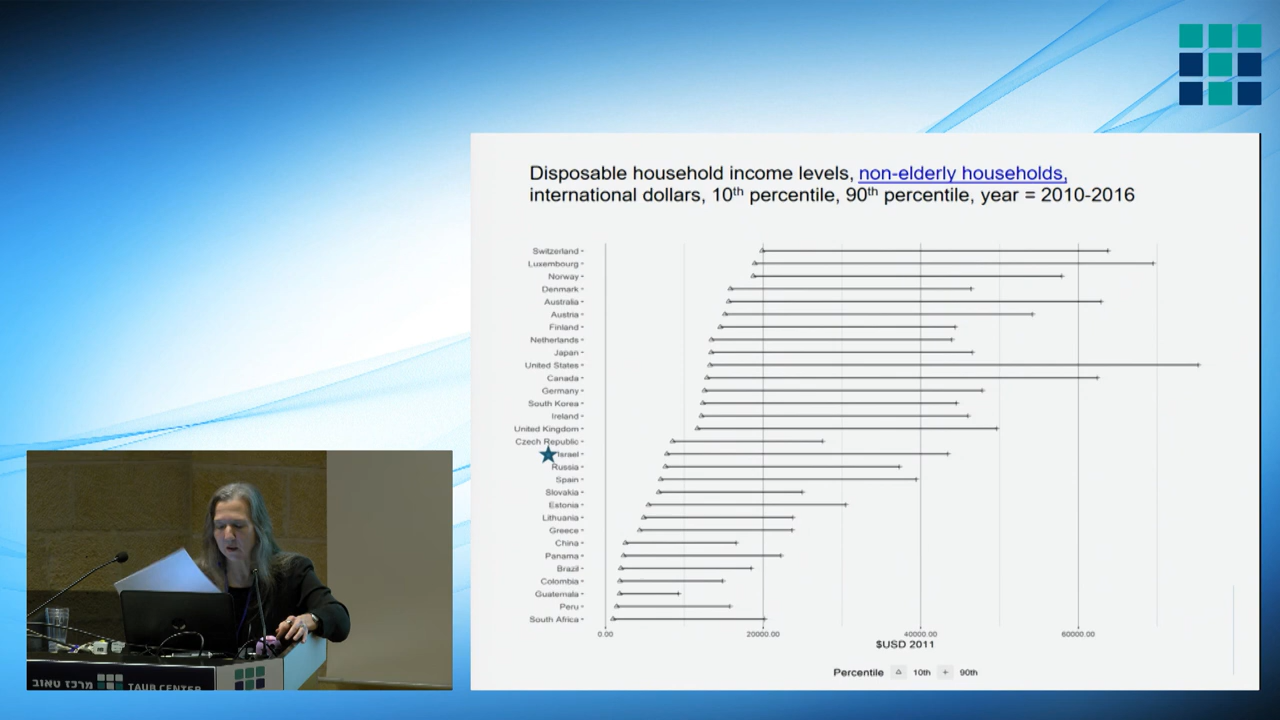 Disposable household income levels, non-elderly households,
international dollars, 10th percentile, 90th percentile, year = 2010-2016
Switzerland
Luxembourg
Norway
Denmark
Australia
Austria
Finland
Netherlands
Japan
United States
Canada
Germany
South Korea
Ireland
United Kingdom
Czech Republic
Israel
Russia
Spain
Slovakia
Estonia
Lithuania
Greece
China
Panama
Brazil
Colombia
Guatemala
Peru
South Africa
0.00 20000.00 40000.00 60000.00
$USD 2011
Percentile 10th 90th
מרכז טאוב TAUB CENTER